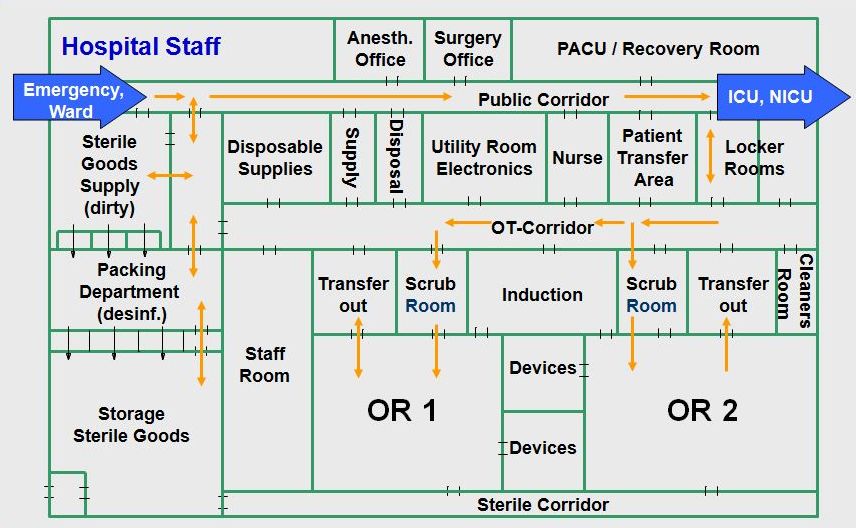 Hospital Staff
Anesth.
Office
Surgery
Office
PACU / Recovery Room
Emergency,
Ward
Public Corridor
ICU, NICU
Sterile
Goods
Supply
(dirty)
Disposable
Supplies
Supply
Disposal
Utility Room
Electronics
Nurse
Patient
Transfer
Area
Locker
Rooms
OT-Corridor
Packing
Department
(desinf.)
Transfer
out
Scrub
Room
Induction
Scrub
Room
Transfer
out
Cleaners
Room
Staff
Room
Devices
OR 1
OR 2
Devices
Storage
Sterile Goods
Sterile Corridor